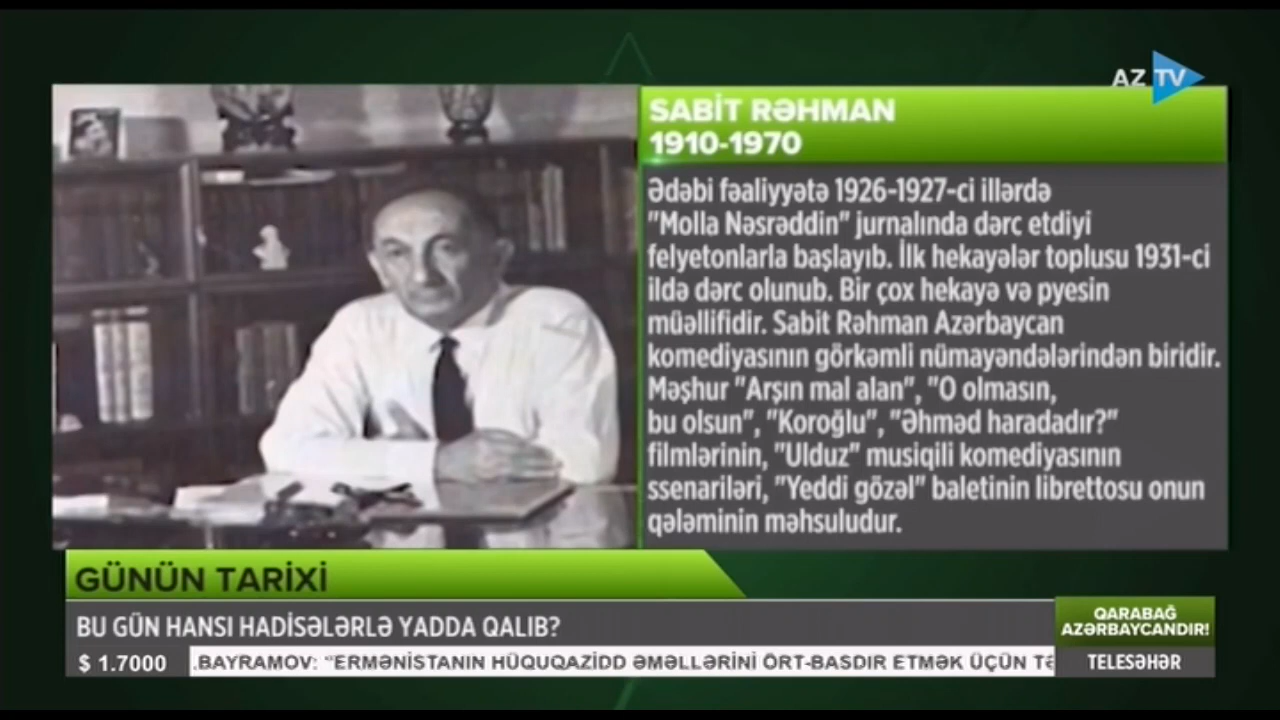 AZ TV
SABİT RƏHMAN
1910-1970
Ədəbi fəaliyyətə 1926-1927-ci illərdə
"Molla Nəsrəddin" jurnalında dərc etdiyi
felyetonlarla başlayıb. İlk hekayələr toplusu 1931-ci
ildə dərc olunub. Bir çox hekayə və pyesin
müəllifidir. Sabit Rəhman Azərbaycan
komediyasının görkəmli nümayəndələrindən biridir.
Məşhur "Arşın mal alan", "O olmasın,
bu olsun", "Koroğlu", "Əhməd haradadır?"
filmlərinin, "Ulduz" musiqili komediyasının
ssenariləri, "Yeddi gözəl" baletinin librettosu onun
qələminin məhsuludur.
GÜNÜN TARİXİ
BU GÜN HANSI HADİSƏLƏRLƏ YADDA QALIB?
QARABAĞ
AZƏRBAYCANDIR!
$ 1.7000
.BAYRAMOV: "ERMƏNİSTANIN HÜQUQAZİDD ƏMƏLLƏRİNİ ÖRT-BASDIR ETMƏK ÜÇÜN TƏ
TELESƏHƏR